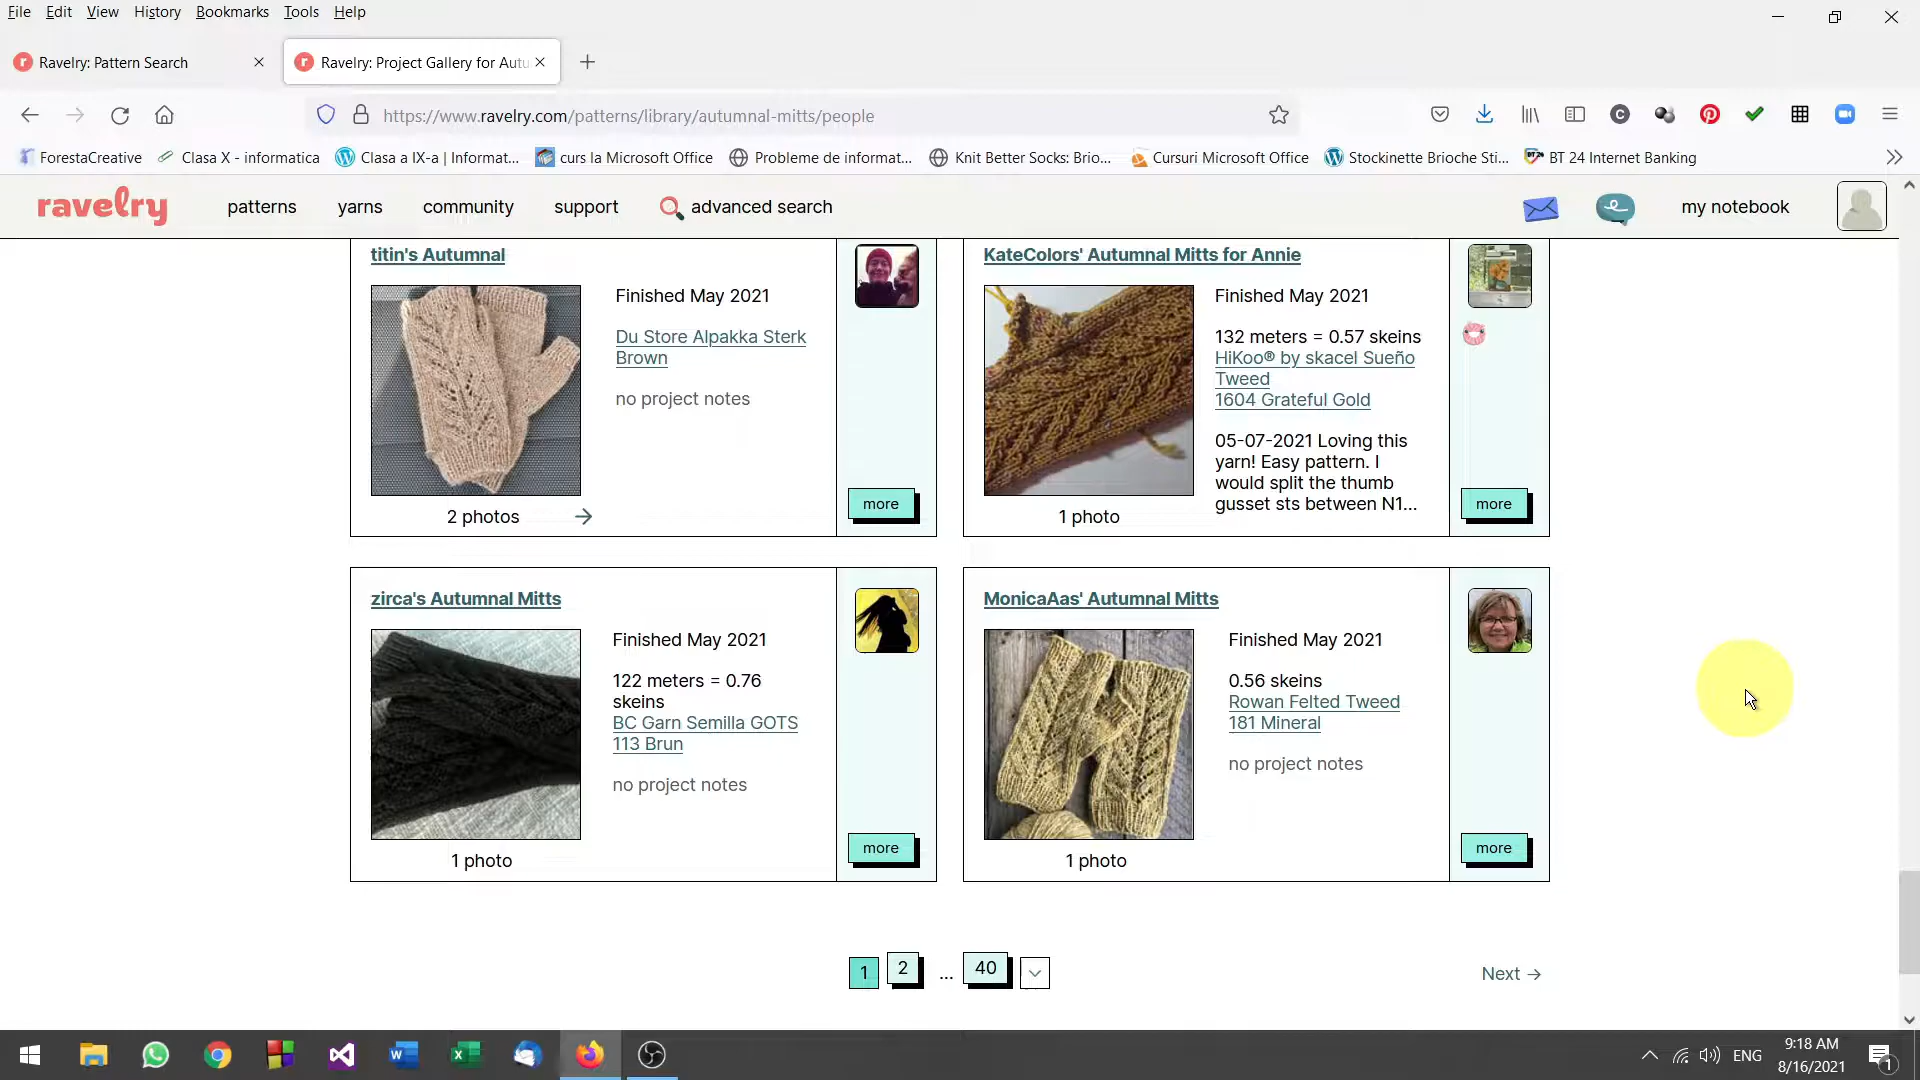 File Edit View History Bookmarks Tools Help
Ravelry: Pattern Search
Ravelry: Project Gallery for Autu
https://www.ravelry.com/patterns/library/autumnal-mitts/people
ForestaCreative
Clasa X - informatica
Clasa a IX-a | Informat...
curs la Microsoft Office
Probleme de informat...
Knit Better Socks: Brio...
Cursuri Microsoft Office
Stockinette Brioche Sti...
BT 24 Internet Banking
ravelry
patterns
yarns
community
support
advanced search
my notebook
titin's Autumnal
Finished May 2021
Du Store Alpakka Sterk
Brown
no project notes
2 photos
more
KateColors' Autumnal Mitts for Annie
Finished May 2021
132 meters = 0.57 skeins
HiKoo® by skacel Sueño
Tweed
1604 Grateful Gold
05-07-2021 Loving this
yarn! Easy pattern. I
would split the thumb
gusset sts between N1...
1 photo
more
zirca's Autumnal Mitts
Finished May 2021
122 meters = 0.76
skeins
BC Garn Semilla GOTS
113 Brun
no project notes
1 photo
more
MonicaAas' Autumnal Mitts
Finished May 2021
0.56 skeins
Rowan Felted Tweed
181 Mineral
no project notes
1 photo
more
1 2 ... 40
Next →
ENG
9:18 AM
8/16/2021
1